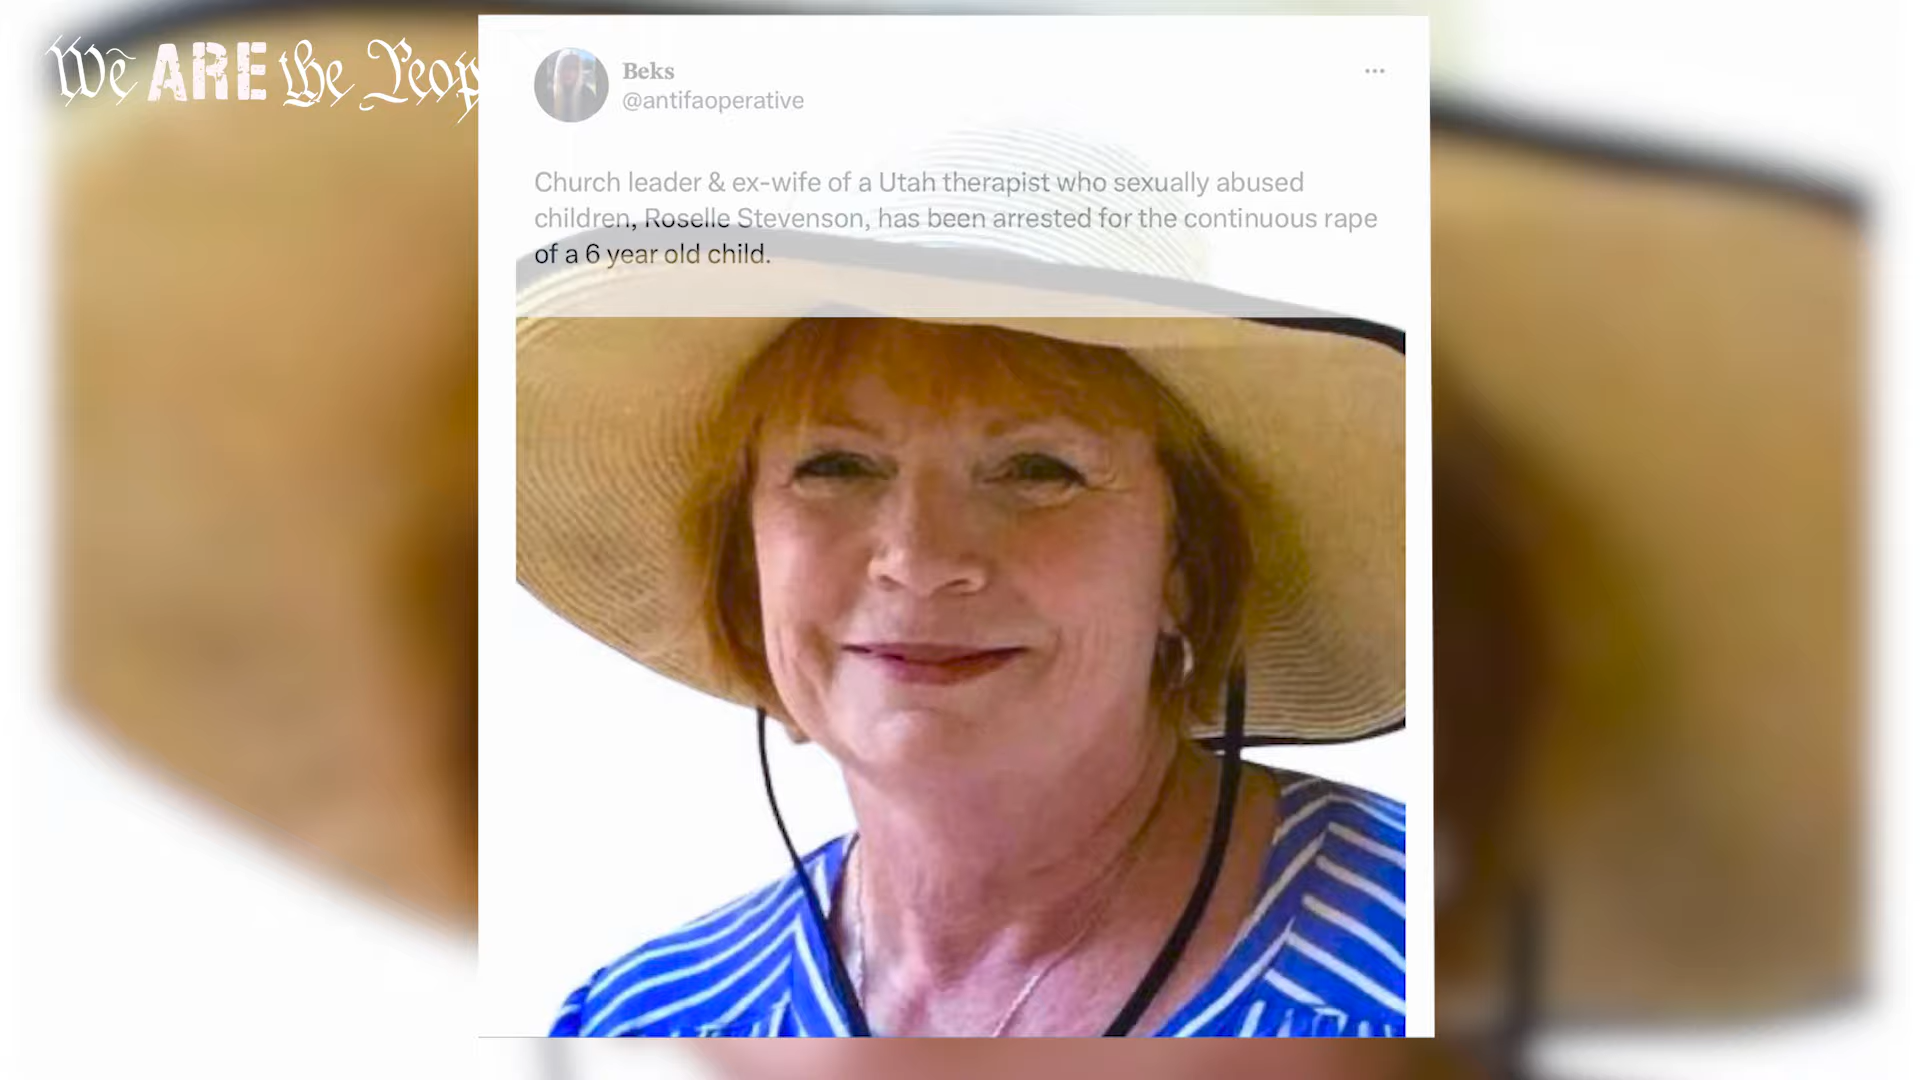 We ARE the Peop
Beks
@antifaoperative
Church leader & ex-wife of a Utah therapist who sexually abused
children, Roselle Stevenson, has been arrested for the continuous rape
of a 6 year old child.